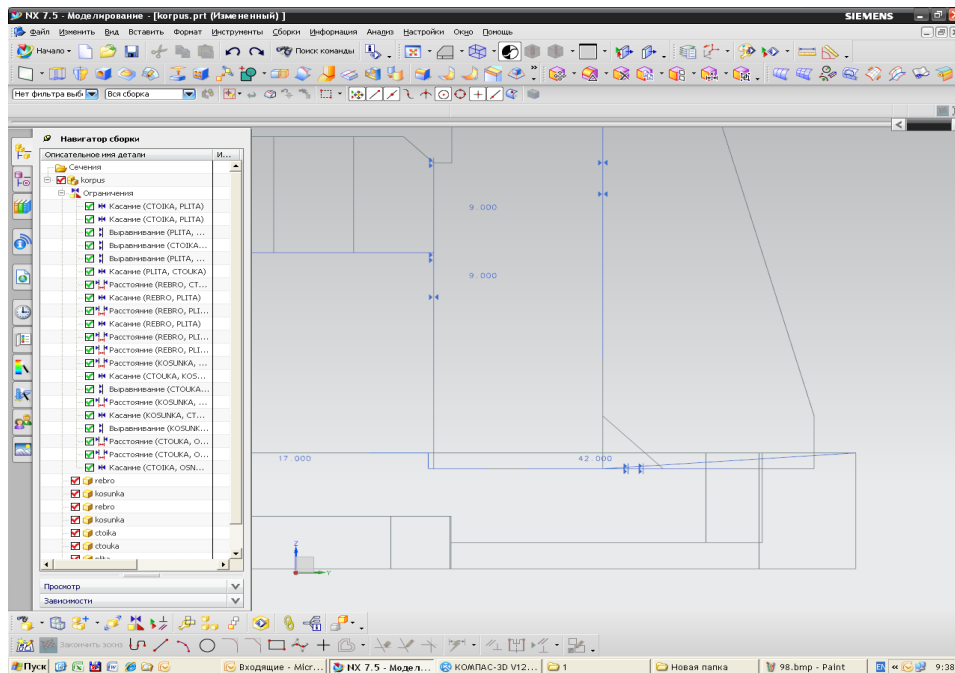 NX 7.5 - Моделирование - [korpus.prt (Измененный) ]
SIEMENS
Файл Изменить Вид Вставить Формат Инструменты Сборки Информация Анализ Настройки Окно Помощь
Начало
Поиск команды
Нет фильтра выб
Вся сборка
Навигатор сборки
Описательное имя детали
И...
Сечения
korpus
Ограничения
Касание (CTOIKA, PLITA)
Касание (CTOIKA, PLITA)
Выравнивание (PLITA, ...
Выравнивание (CTOIKA...
Выравнивание (PLITA, ...
Касание (PLITA, CTOUKA)
Расстояние (REBRO, CT...
Касание (REBRO, PLITA)
Расстояние (REBRO, PLI...
Касание (REBRO, PLITA)
Расстояние (REBRO, PLI...
Расстояние (REBRO, PLI...
Расстояние (KOSUNKA, ...
Касание (CTOUKA, KOS...
Выравнивание (CTOUKA...
Расстояние (KOSUNKA, ...
Касание (KOSUNKA, CT...
Выравнивание (KOSUNK...
Расстояние (CTOUKA, O...
Расстояние (CTOUKA, O...
Касание (CTOIKA, OSN...
rebro
kosunka
rebro
kosunka
ctoika
ctouka
Просмотр
Зависимости
9.000
9.000
17.000
42.000
Z
Y
Закончить эскиз
Пуск
Входящие - Micr...
NX 7.5 - Модел...
КОМПАС-3D V12...
1
Новая папка
98.bmp - Paint
EN
9:38